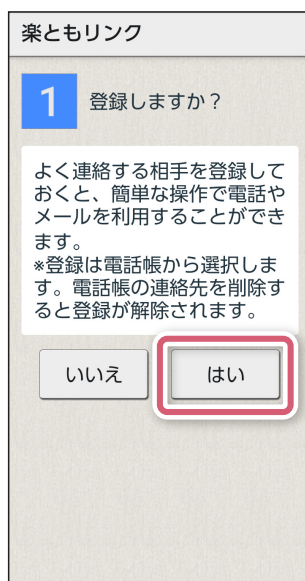 楽ともリンク
1 登録しますか？
よく連絡する相手を登録して
おくと、簡単な操作で電話や
メールを利用することができ
ます。
*登録は電話帳から選択しま
す。電話帳の連絡先を削除す
ると登録が解除されます。
いいえ はい